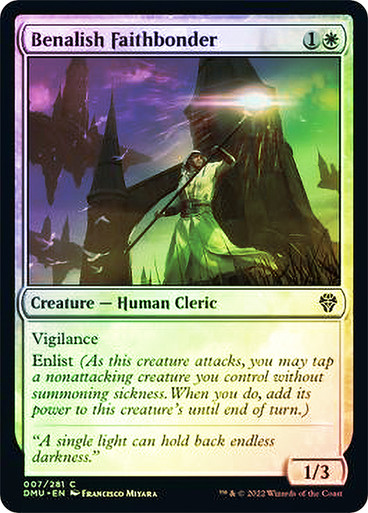 Benalish Faithbonder 1
Creature — Human Cleric
Vigilance
Enlist (As this creature attacks, you may tap
a nonattacking creature you control without
summoning sickness. When you do, add its
power to this creature's until end of turn.)
"A single light can hold back endless
darkness."
1/3
007/281 C
DMU • EN Francisco Miyara ™ & © 2022 Wizards of the Coast